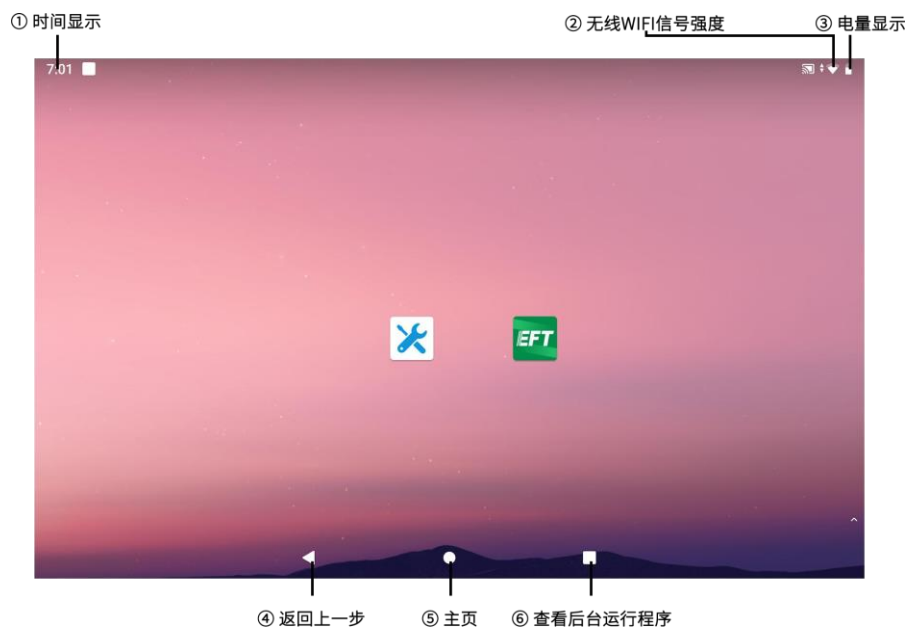 ① 时间显示
② 无线WIFI信号强度
③ 电量显示
7:01
EFT
④ 返回上一步
⑤ 主页
⑥ 查看后台运行程序